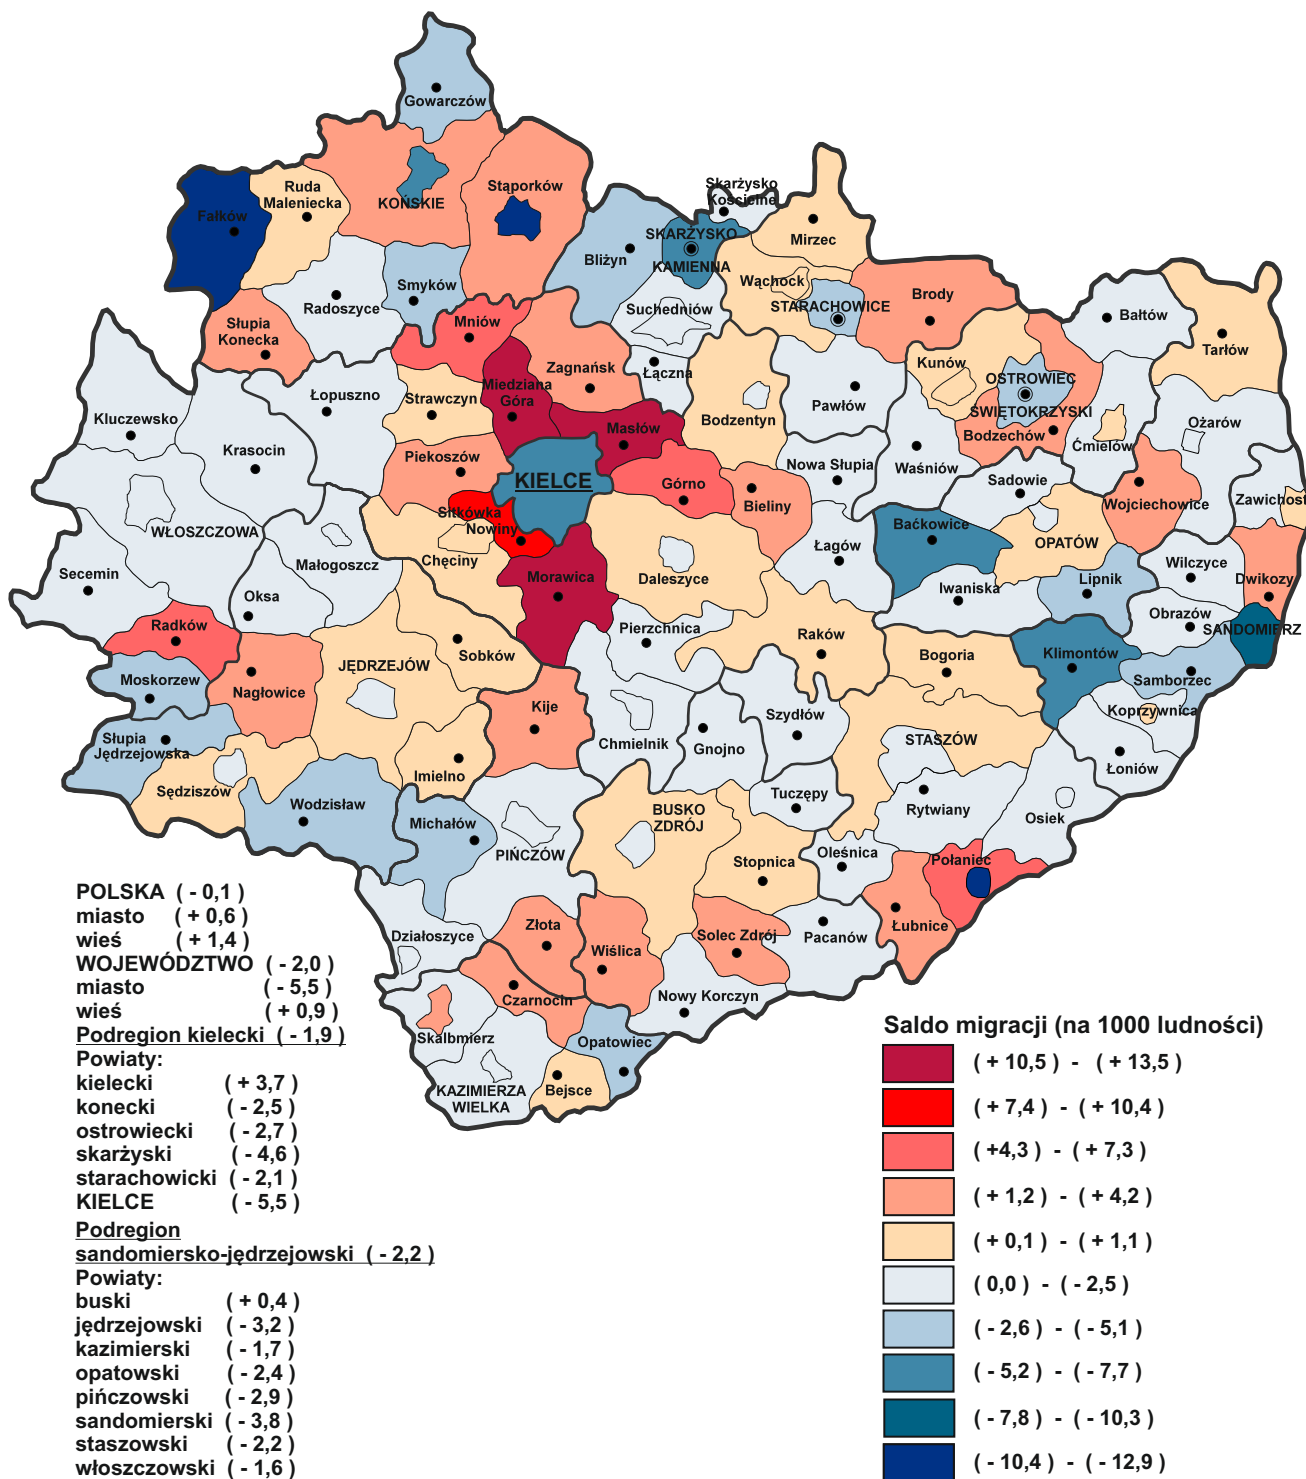 Gowarczów
Ruda
Maleniecka
KOŃSKIE
Stąporków
Fałków
Skarżysko
Kościelne
SKARŻYSKO
KAMIENNA
Mirzec
Bliżyn
Wąchock
Smyków
Radoszyce
Suchedniów
STARACHOWICE
Brody
Bałtów
Słupia
Konecka
Mniów
Tarłów
Zagnańsk
Łączna
Kunów
OSTROWIEC
ŚWIĘTOKRZYSKI
Miedziana
Góra
Łopuszno
Strawczyn
Bodzentyn
Pawłów
Kluczewsko
Masłów
Bodzechów
Ćmielów
Ożarów
Krasocin
Piekoszów
KIELCE
Górno
Nowa Słupia
Waśniów
Sadowie
Wojciechowice
Zawichost
Bieliny
Sitkówka
Nowiny
WŁOSZCZOWA
Baćkowice
OPATÓW
Małogoszcz
Chęciny
Łagów
Wilczyce
Secemin
Morawica
Daleszyce
Lipnik
Dwikozy
Oksa
Iwaniska
Obrazów
SANDOMIERZ
Radków
Pierzchnica
Raków
Sobków
JĘDRZEJÓW
Bogoria
Klimontów
Moskorzew
Nagłowice
Samborzec
Kije
Szydłów
Koprzywnica
Słupia
Jędrzejowska
Chmielnik
Gnojno
STASZÓW
Łoniów
Imielno
Sędziszów
Wodzisław
Tuczępy
Rytwiany
Osiek
Michałów
BUSKO
ZDRÓJ
PIŃCZÓW
Stopnica
Oleśnica
Połaniec
Działoszyce
Złota
Wiślica
Solec Zdrój
Pacanów
Łubnice
Czarnocin
Nowy Korczyn
Skalbmierz
Opatowiec
KAZIMIERZA
WIELKA
Bejsce
POLSKA ( - 0,1 )
miasto ( + 0,6 )
wieś ( + 1,4 )
WOJEWÓDZTWO ( - 2,0 )
miasto ( - 5,5 )
wieś ( + 0,9 )
Podregion kielecki ( - 1,9 )
Powiaty:
kielecki ( + 3,7 )
konecki ( - 2,5 )
ostrowiecki ( - 2,7 )
skarżyski ( - 4,6 )
starachowicki ( - 2,1 )
KIELCE ( - 5,5 )
Podregion
sandomiersko-jędrzejowski ( - 2,2 )
Powiaty:
buski ( + 0,4 )
jędrzejowski ( - 3,2 )
kazimierski ( - 1,7 )
opatowski ( - 2,4 )
pińczowski ( - 2,9 )
sandomierski ( - 3,8 )
staszowski ( - 2,2 )
włoszczowski ( - 1,6 )
Saldo migracji (na 1000 ludności)
( + 10,5 ) - ( + 13,5 )
( + 7,4 ) - ( + 10,4 )
( +4,3 ) - ( + 7,3 )
( + 1,2 ) - ( + 4,2 )
( + 0,1 ) - ( + 1,1 )
( 0,0 ) - ( - 2,5 )
( - 2,6 ) - ( - 5,1 )
( - 5,2 ) - ( - 7,7 )
( - 7,8 ) - ( - 10,3 )
( - 10,4 ) - ( - 12,9 )